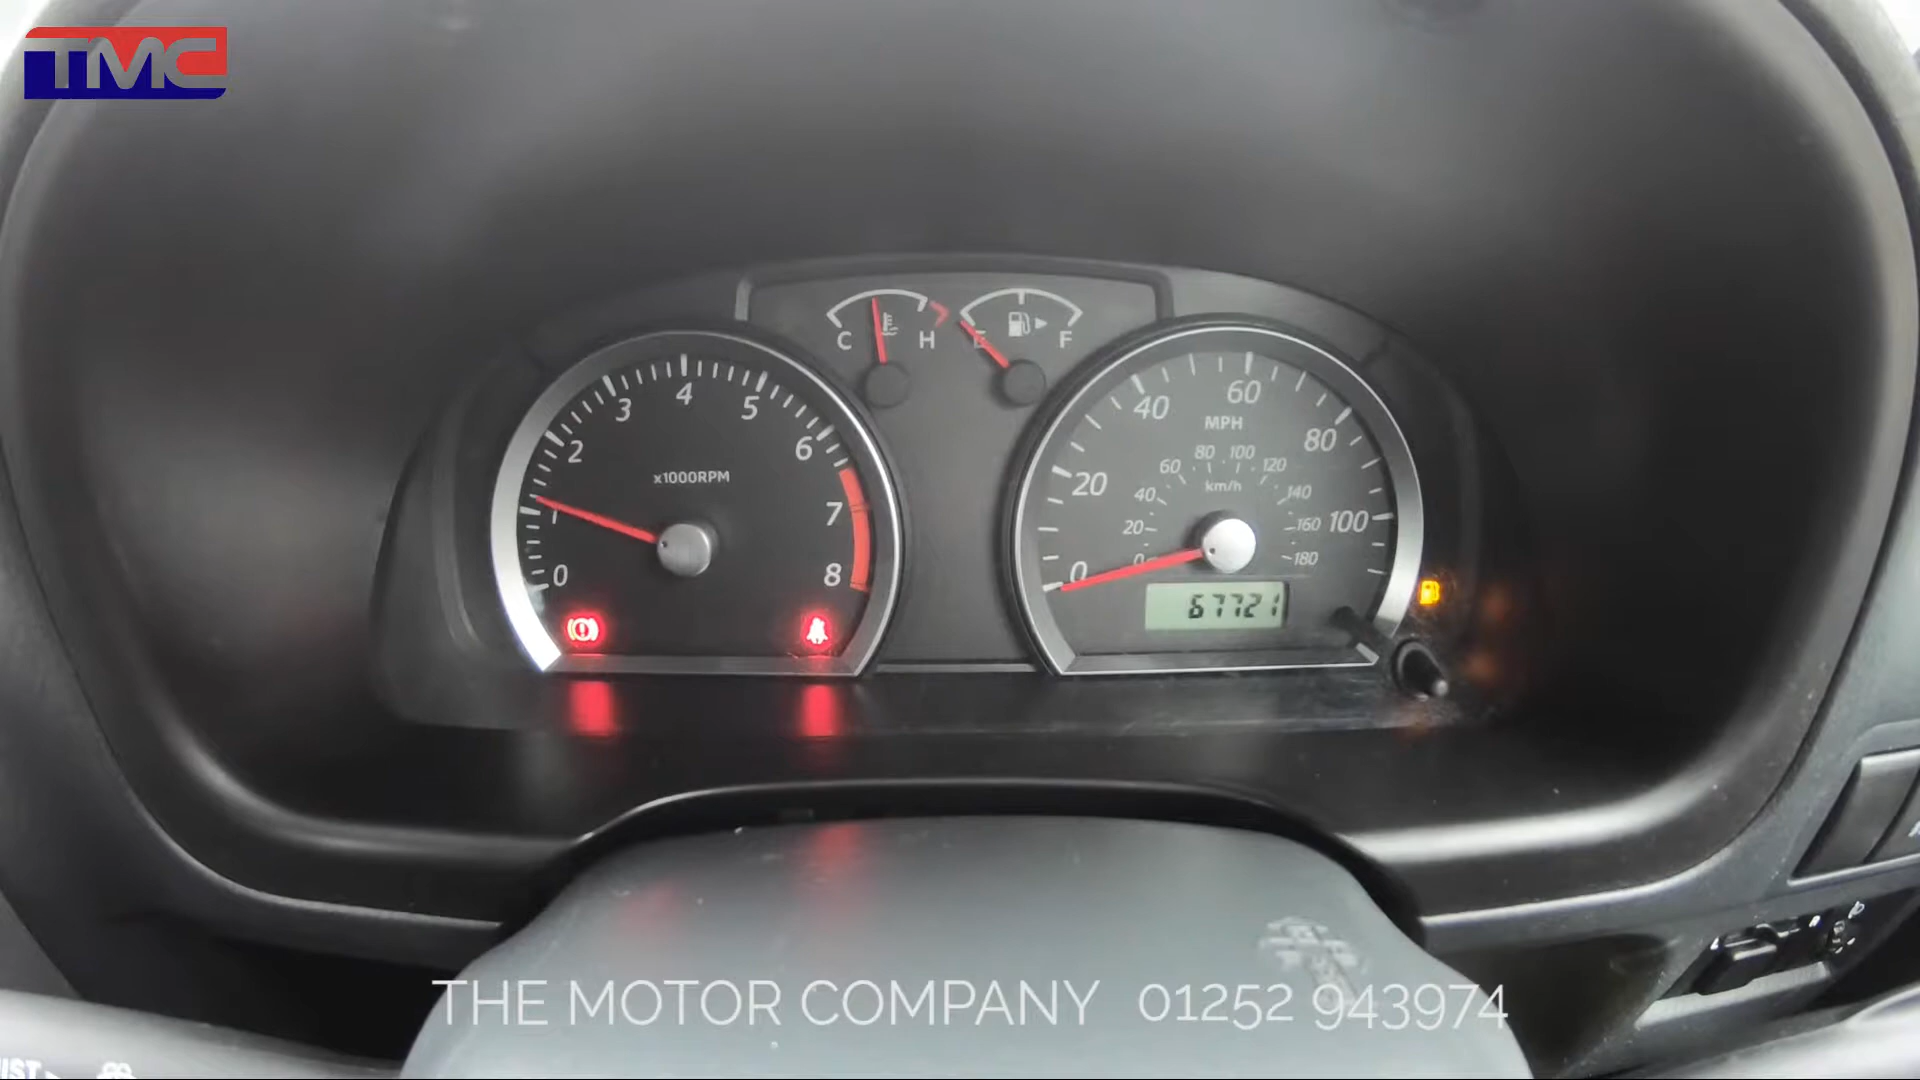 TMC
C H E F
0 1 2 3 4 5 6 7 8
x1000RPM
0 20 40 60 80 100
MPH
0 20 40 60 80 100 120 140 160 180
km/h
67721
THE MOTOR COMPANY 01252 943974